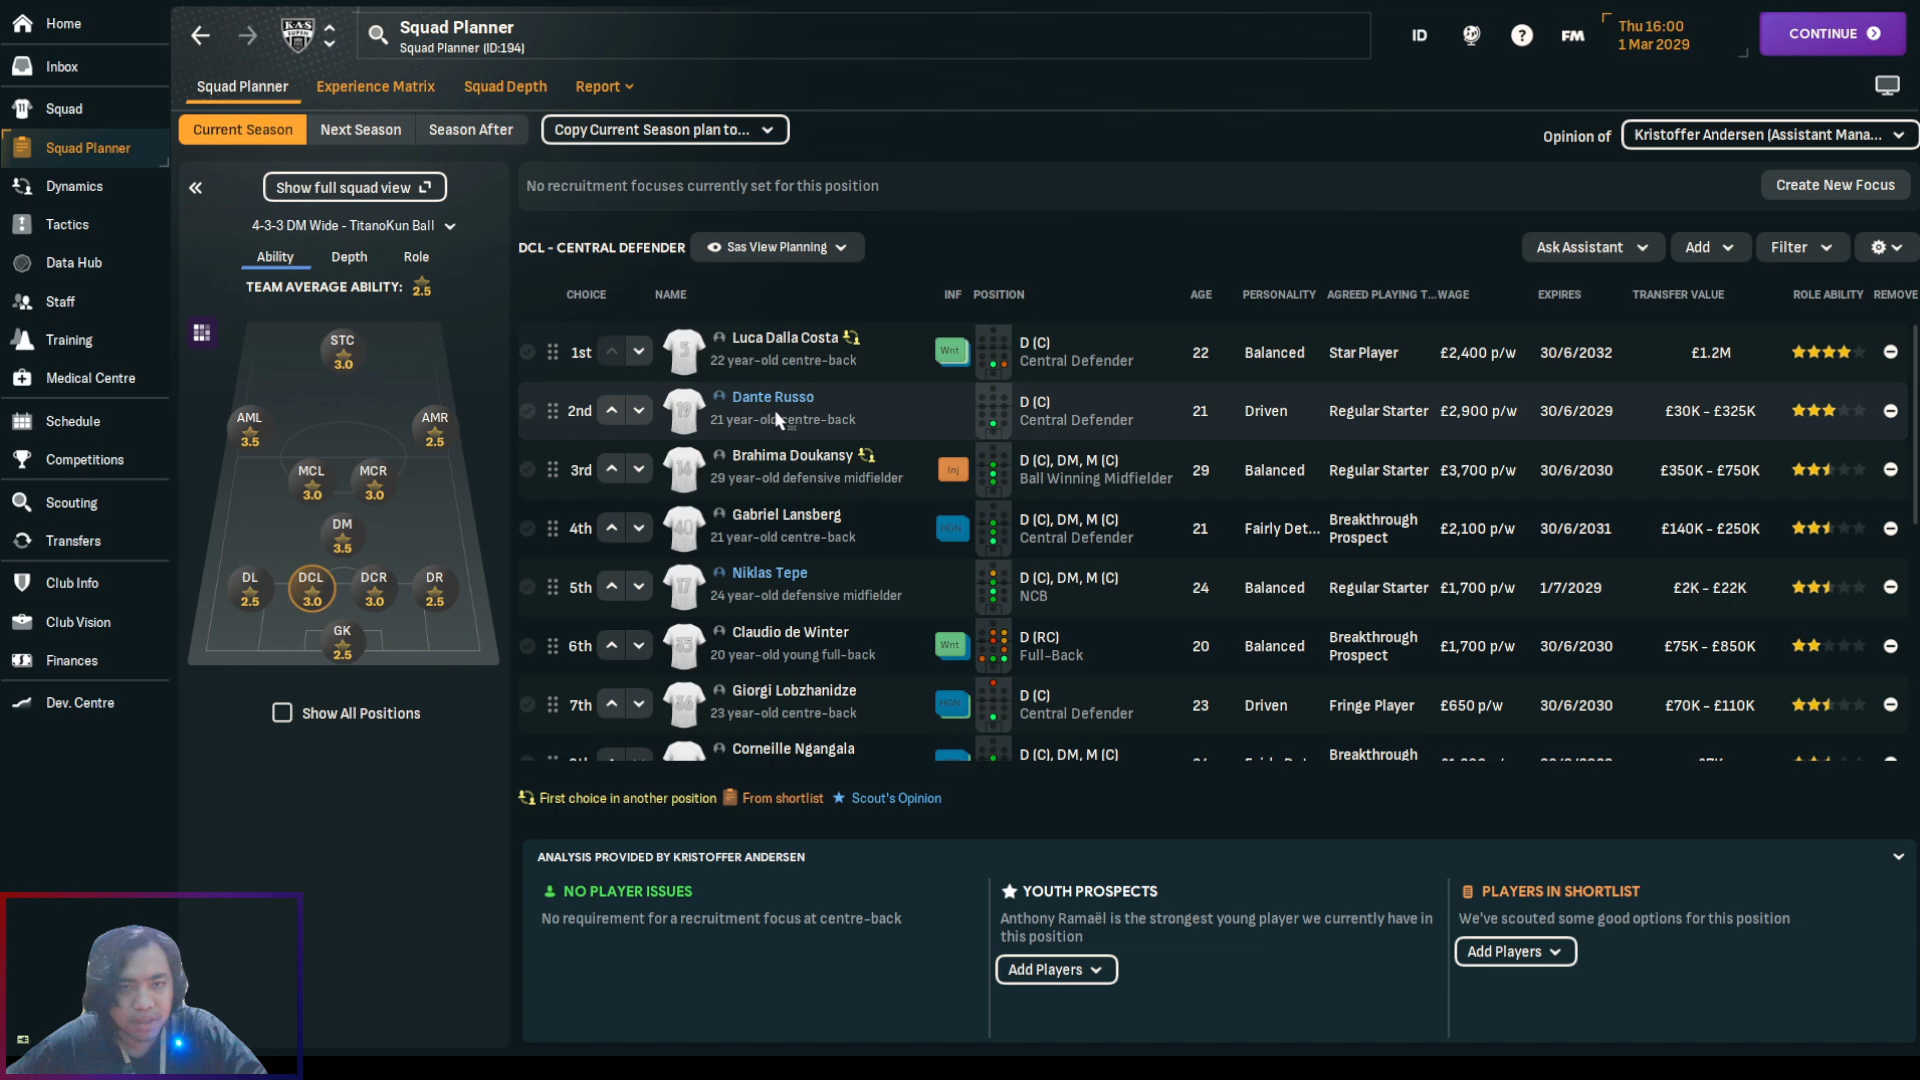 Home
Inbox
Squad
Squad Planner
Dynamics
Tactics
Data Hub
Staff
Training
Medical Centre
Schedule
Competitions
Scouting
Transfers
Club Info
Club Vision
Finances
Dev. Centre
KAS
EUPEN
Squad Planner
Squad Planner (ID:194)
ID
FM
Thu 16:00
1 Mar 2029
CONTINUE
Squad Planner Experience Matrix Squad Depth Report
Current Season Next Season Season After Copy Current Season plan to...
Opinion of Kristoffer Andersen (Assistant Mana...
Show full squad view
4-3-3 DM Wide - TitanoKun Ball
Ability Depth Role
TEAM AVERAGE ABILITY: 2.5
STC
3.0
AML AMR
3.5 2.5
MCL MCR
3.0 3.0
DM
3.5
DL DCL DCR DR
2.5 3.0 3.0 2.5
GK
2.5
Show All Positions
No recruitment focuses currently set for this position
Create New Focus
DCL - CENTRAL DEFENDER Sas View Planning Ask Assistant Add Filter
CHOICE NAME INF POSITION AGE PERSONALITY AGREED PLAYING T... WAGE EXPIRES TRANSFER VALUE ROLE ABILITY REMOVE
1st 5 Luca Dalla Costa Wnt D (C) 22 Balanced Star Player £2,400 p/w 30/6/2032 £1.2M
22 year-old centre-back Central Defender
2nd 19 Dante Russo D (C) 21 Driven Regular Starter £2,900 p/w 30/6/2029 £30K - £325K
21 year-old centre-back Central Defender
3rd 14 Brahima Doukansy Inj D (C), DM, M (C) 29 Balanced Regular Starter £3,700 p/w 30/6/2030 £350K - £750K
29 year-old defensive midfielder Ball Winning Midfielder
4th 40 Gabriel Lansberg HGN D (C), DM, M (C) 21 Fairly Det... Breakthrough Prospect £2,100 p/w 30/6/2031 £140K - £250K
21 year-old centre-back Central Defender
5th 17 Niklas Tepe D (C), DM, M (C) 24 Balanced Regular Starter £1,700 p/w 1/7/2029 £2K - £22K
24 year-old defensive midfielder NCB
6th 35 Claudio de Winter Wnt D (RC) 20 Balanced Breakthrough Prospect £1,700 p/w 30/6/2030 £75K - £850K
20 year-old young full-back Full-Back
7th 36 Giorgi Lobzhanidze HGN D (C) 23 Driven Fringe Player £650 p/w 30/6/2030 £70K - £110K
23 year-old centre-back Central Defender
Corneille Ngangala D (C), DM, M (C) Breakthrough
First choice in another position From shortlist Scout's Opinion
ANALYSIS PROVIDED BY KRISTOFFER ANDERSEN
NO PLAYER ISSUES
No requirement for a recruitment focus at centre-back
YOUTH PROSPECTS
Anthony Ramaël is the strongest young player we currently have in
this position
Add Players
PLAYERS IN SHORTLIST
We've scouted some good options for this position
Add Players